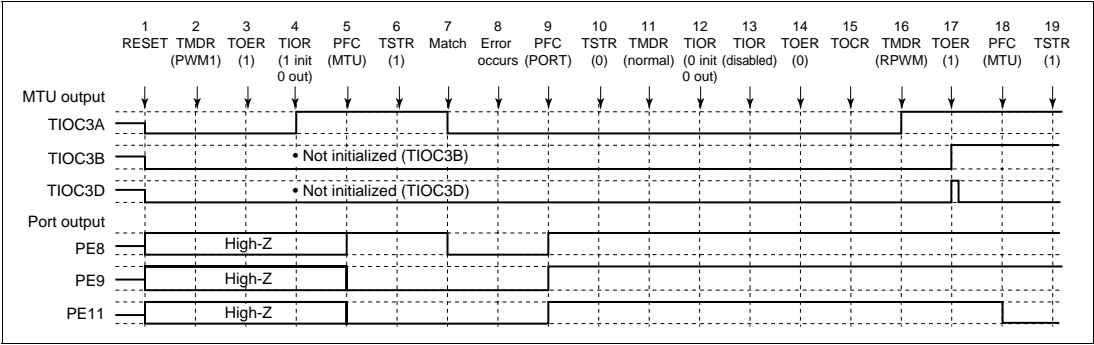 1 2 3 4 5 6 7 8 9 10 11 12 13 14 15 16 17 18 19
RESET TMDR TOER TIOR PFC TSTR Match Error PFC TSTR TMDR TIOR TIOR TOER TOCR TMDR TOER PFC TSTR
(PWM1) (1) (1 init (MTU) (1) occurs (PORT) (0) (normal) (0 init (disabled) (0) (RPWM) (1) (MTU) (1)
0 out) 0 out)
MTU output
TIOC3A
TIOC3B • Not initialized (TIOC3B)
TIOC3D • Not initialized (TIOC3D)
Port output
PE8 High-Z
PE9 High-Z
PE11 High-Z